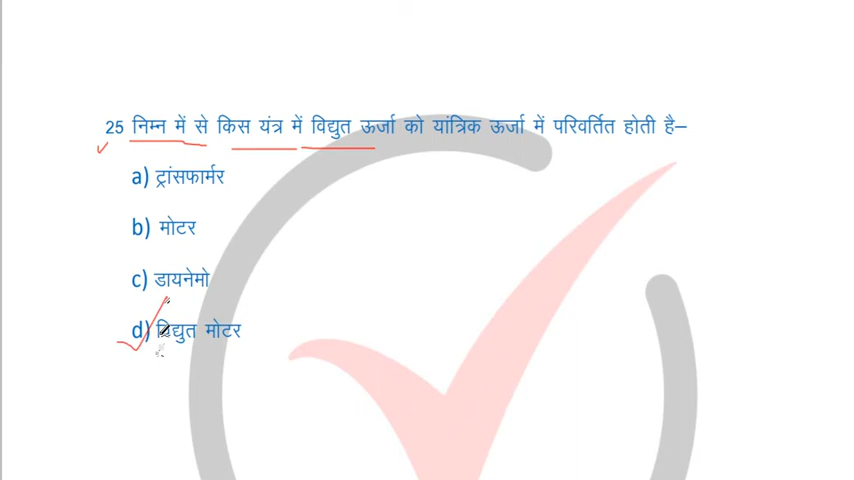 25 निम्न में से किस यंत्र में विद्युत ऊर्जा को यांत्रिक ऊर्जा में परिवर्तित होती है–
a) ट्रांसफार्मर
b) मोटर
c) डायनेमो
d) विद्युत मोटर